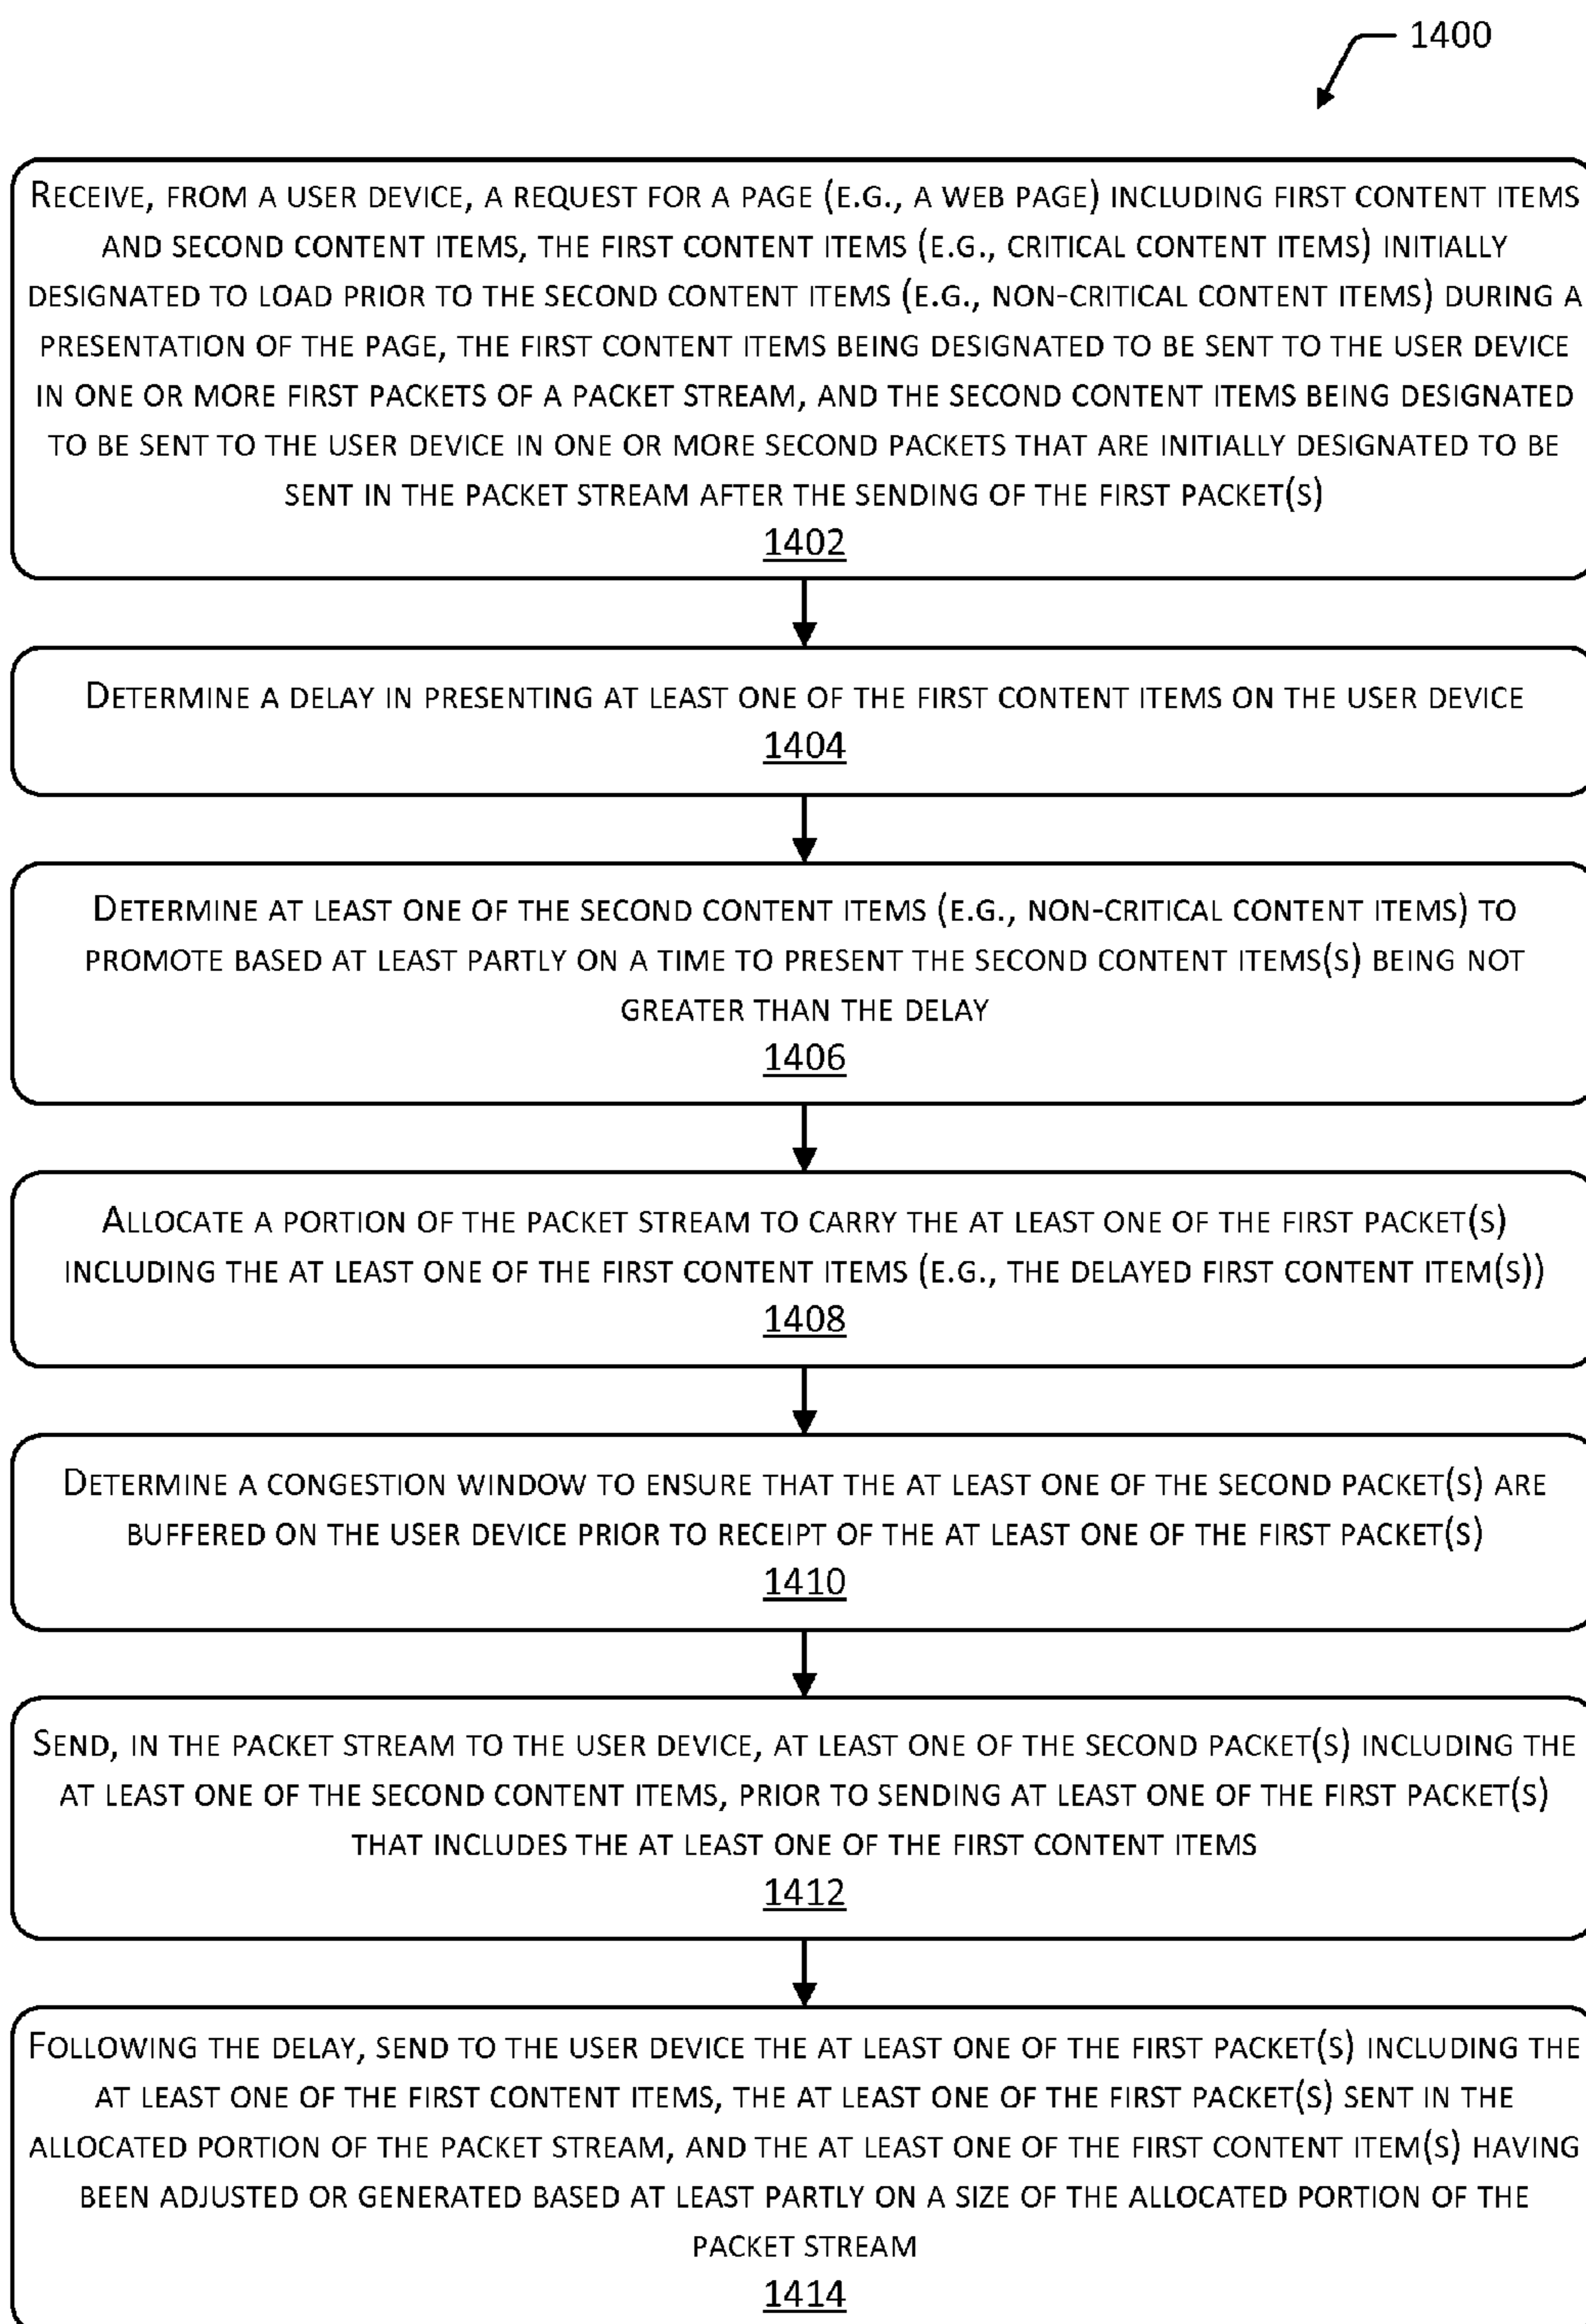 1400
RECEIVE, FROM A USER DEVICE, A REQUEST FOR A PAGE (E.G., A WEB PAGE) INCLUDING FIRST CONTENT ITEMS
AND SECOND CONTENT ITEMS, THE FIRST CONTENT ITEMS (E.G., CRITICAL CONTENT ITEMS) INITIALLY
DESIGNATED TO LOAD PRIOR TO THE SECOND CONTENT ITEMS (E.G., NON-CRITICAL CONTENT ITEMS) DURING A
PRESENTATION OF THE PAGE, THE FIRST CONTENT ITEMS BEING DESIGNATED TO BE SENT TO THE USER DEVICE
IN ONE OR MORE FIRST PACKETS OF A PACKET STREAM, AND THE SECOND CONTENT ITEMS BEING DESIGNATED
TO BE SENT TO THE USER DEVICE IN ONE OR MORE SECOND PACKETS THAT ARE INITIALLY DESIGNATED TO BE
SENT IN THE PACKET STREAM AFTER THE SENDING OF THE FIRST PACKET(S)
1402
DETERMINE A DELAY IN PRESENTING AT LEAST ONE OF THE FIRST CONTENT ITEMS ON THE USER DEVICE
1404
DETERMINE AT LEAST ONE OF THE SECOND CONTENT ITEMS (E.G., NON-CRITICAL CONTENT ITEMS) TO
PROMOTE BASED AT LEAST PARTLY ON A TIME TO PRESENT THE SECOND CONTENT ITEMS(S) BEING NOT
GREATER THAN THE DELAY
1406
ALLOCATE A PORTION OF THE PACKET STREAM TO CARRY THE AT LEAST ONE OF THE FIRST PACKET(S)
INCLUDING THE AT LEAST ONE OF THE FIRST CONTENT ITEMS (E.G., THE DELAYED FIRST CONTENT ITEM(S))
1408
DETERMINE A CONGESTION WINDOW TO ENSURE THAT THE AT LEAST ONE OF THE SECOND PACKET(S) ARE
BUFFERED ON THE USER DEVICE PRIOR TO RECEIPT OF THE AT LEAST ONE OF THE FIRST PACKET(S)
1410
SEND, IN THE PACKET STREAM TO THE USER DEVICE, AT LEAST ONE OF THE SECOND PACKET(S) INCLUDING THE
AT LEAST ONE OF THE SECOND CONTENT ITEMS, PRIOR TO SENDING AT LEAST ONE OF THE FIRST PACKET(S)
THAT INCLUDES THE AT LEAST ONE OF THE FIRST CONTENT ITEMS
1412
FOLLOWING THE DELAY, SEND TO THE USER DEVICE THE AT LEAST ONE OF THE FIRST PACKET(S) INCLUDING THE
AT LEAST ONE OF THE FIRST CONTENT ITEMS, THE AT LEAST ONE OF THE FIRST PACKET(S) SENT IN THE
ALLOCATED PORTION OF THE PACKET STREAM, AND THE AT LEAST ONE OF THE FIRST CONTENT ITEM(S) HAVING
BEEN ADJUSTED OR GENERATED BASED AT LEAST PARTLY ON A SIZE OF THE ALLOCATED PORTION OF THE
PACKET STREAM
1414